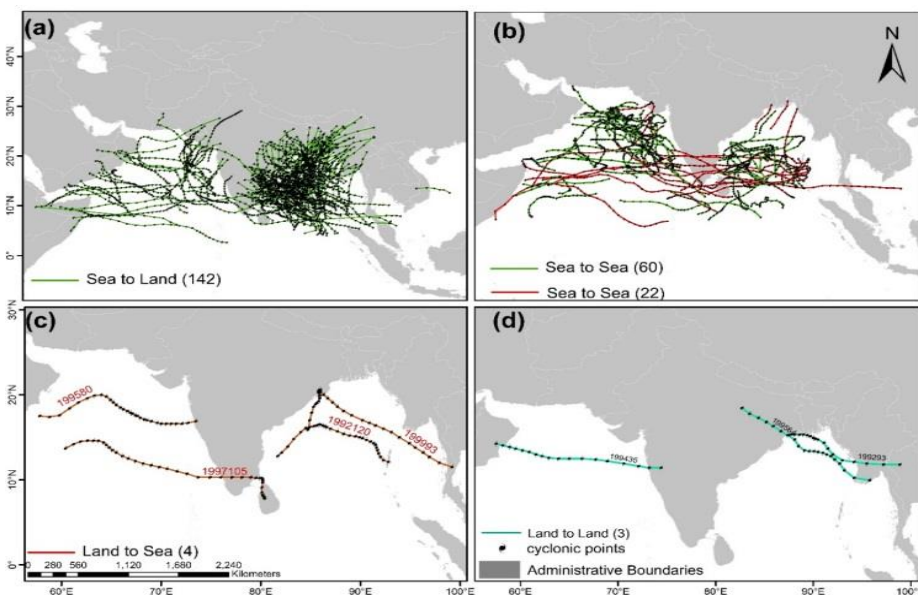 (a)
40°N
30°N
20°N
10°N
0°
Sea to Land (142)
(b)
N
Sea to Sea (60)
Sea to Sea (22)
(c)
30°N
20°N
10°N
0°N
199580
1992120
199993
1997105
Land to Sea (4)
0 280 560 1,120 1,680 2,240
Kilometers
60°E 70°E 80°E 90°E 100°E
(d)
199435
199293
Land to Land (3)
cyclonic points
Administrative Boundaries
60°E 70°E 80°E 90°E 100°E